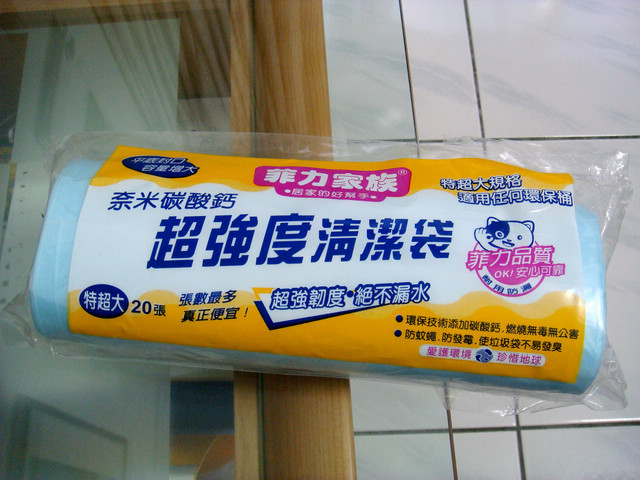 平底封口
容量增大
菲力家族®
•居家的好幫手•
特超大規格
適用任何環保桶
奈米碳酸鈣
超強度清潔袋
菲力品質
OK!安心可靠
耐用防漏
特超大
20張
張數最多
真正便宜!
超強韌度•絕不漏水
•環保技術添加碳酸鈣.燃燒無毒無公害
•防蚊蠅.防發霉.使垃圾袋不易發臭
愛護環境 珍惜地球